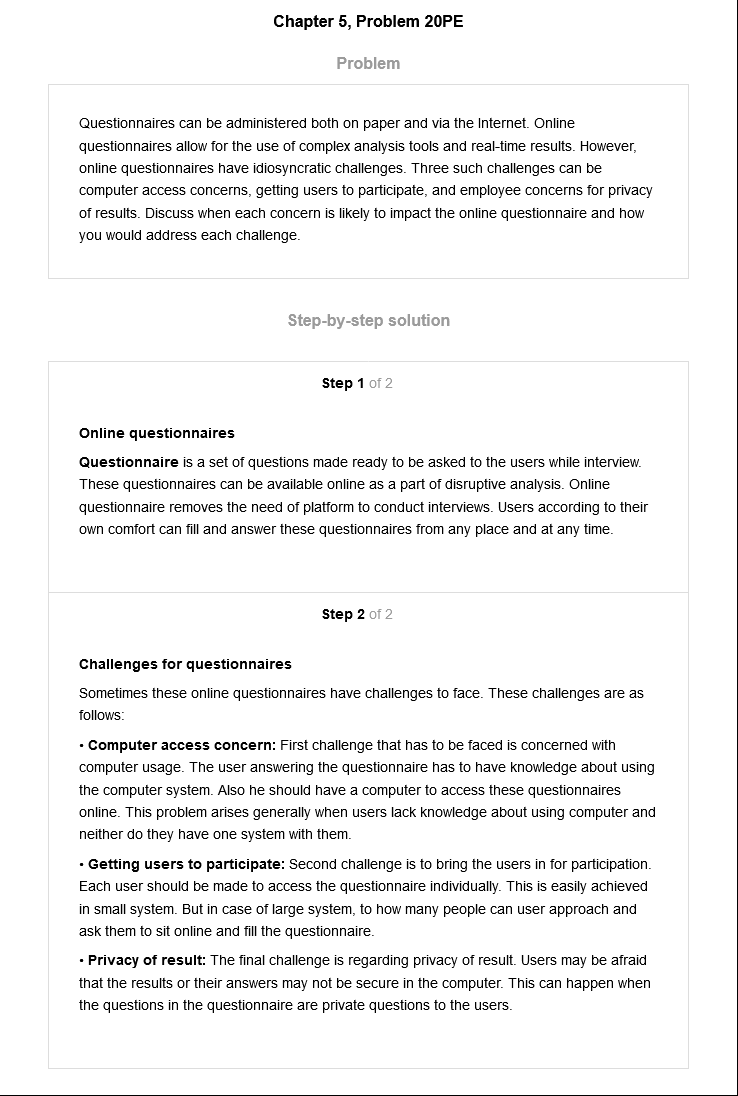 Chapter 5, Problem 20PE
Problem
Questionnaires can be administered both on paper and via the Internet. Online
questionnaires allow for the use of complex analysis tools and real-time results. However,
online questionnaires have idiosyncratic challenges. Three such challenges can be
computer access concerns, getting users to participate, and employee concerns for privacy
of results. Discuss when each concern is likely to impact the online questionnaire and how
you would address each challenge.
Step-by-step solution
Step 1 of 2
Online questionnaires
Questionnaire is a set of questions made ready to be asked to the users while interview.
These questionnaires can be available online as a part of disruptive analysis. Online
questionnaire removes the need of platform to conduct interviews. Users according to their
own comfort can fill and answer these questionnaires from any place and at any time.
Step 2 of 2
Challenges for questionnaires
Sometimes these online questionnaires have challenges to face. These challenges are as
follows:
• Computer access concern: First challenge that has to be faced is concerned with
computer usage. The user answering the questionnaire has to have knowledge about using
the computer system. Also he should have a computer to access these questionnaires
online. This problem arises generally when users lack knowledge about using computer and
neither do they have one system with them.
• Getting users to participate: Second challenge is to bring the users in for participation.
Each user should be made to access the questionnaire individually. This is easily achieved
in small system. But in case of large system, to how many people can user approach and
ask them to sit online and fill the questionnaire.
• Privacy of result: The final challenge is regarding privacy of result. Users may be afraid
that the results or their answers may not be secure in the computer. This can happen when
the questions in the questionnaire are private questions to the users.